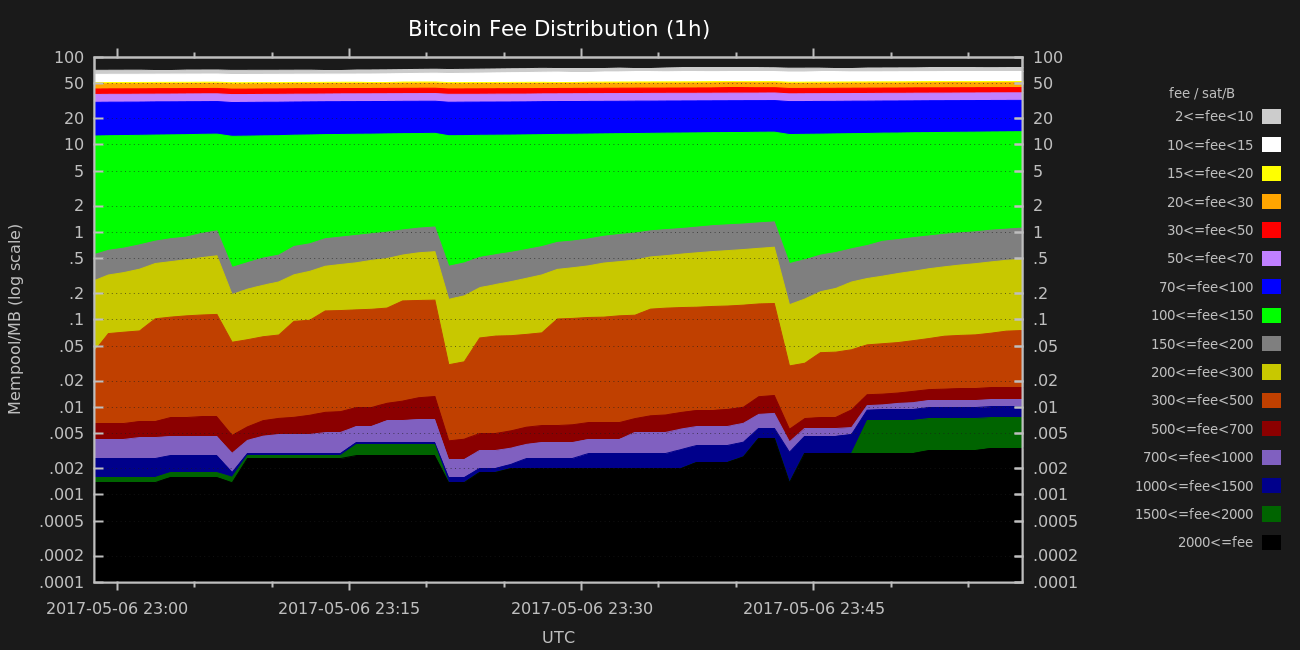 Bitcoin Fee Distribution (1h)
Mempool/MB (log scale)
100
50
20
10
5
2
1
.5
.2
.1
.05
.02
.01
.005
.002
.001
.0005
.0002
.0001
100
50
20
10
5
2
1
.5
.2
.1
.05
.02
.01
.005
.002
.001
.0005
.0002
.0001
fee / sat/B
2<=fee<10
10<=fee<15
15<=fee<20
20<=fee<30
30<=fee<50
50<=fee<70
70<=fee<100
100<=fee<150
150<=fee<200
200<=fee<300
300<=fee<500
500<=fee<700
700<=fee<1000
1000<=fee<1500
1500<=fee<2000
2000<=fee
2017-05-06 23:00 2017-05-06 23:15 2017-05-06 23:30 2017-05-06 23:45
UTC